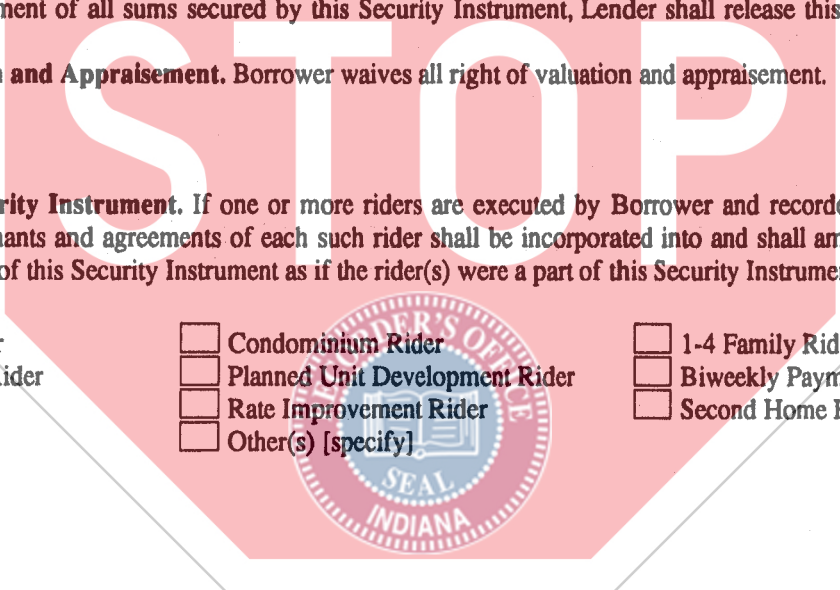 ment of all sums secured by this Security Instrument, Lender shall release this
and Appraisement. Borrower waives all right of valuation and appraisement.
STOP
rity Instrument. If one or more riders are executed by Borrower and recorde
nants and agreements of each such rider shall be incorporated into and shall am
of this Security Instrument as if the rider(s) were a part of this Security Instrume
Condominium Rider 1-4 Family Rid
ider Planned Unit Development Rider Biweekly Paym
Rate Improvement Rider Second Home
Other(s) [specify]
RECORDER'S OFFICE
SEAL
INDIANA